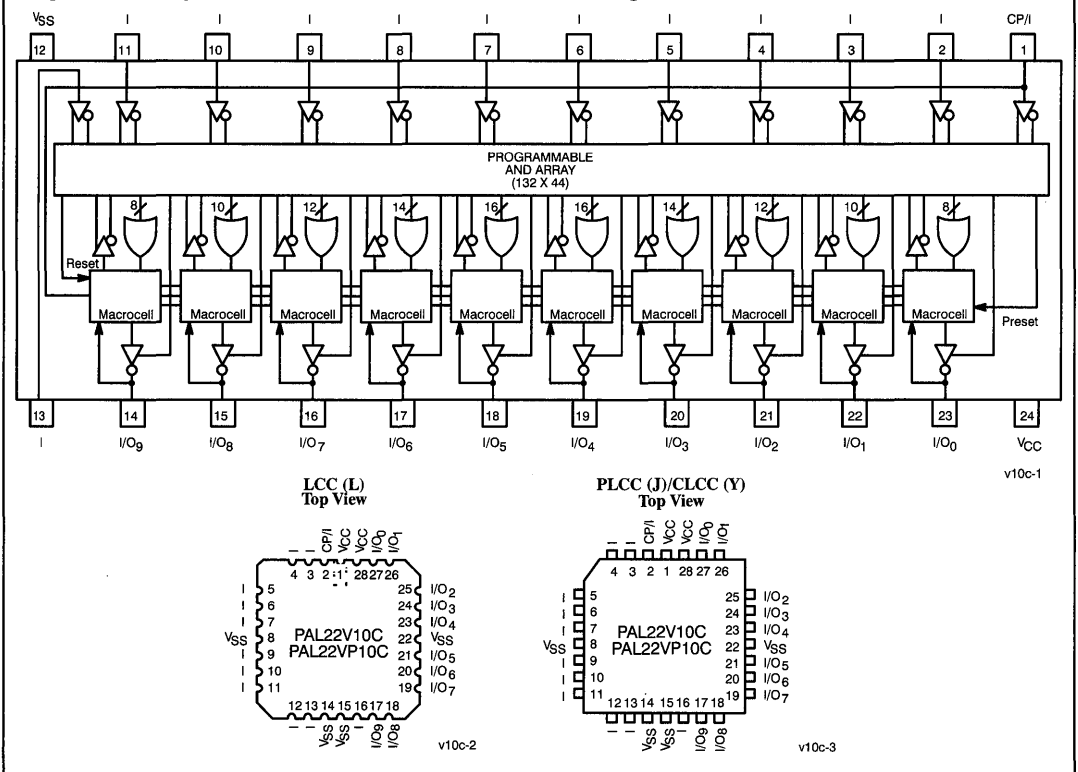 VSS I I I I I I I I I I CP/I
12 11 10 9 8 7 6 5 4 3 2 1
PROGRAMMABLE
AND ARRAY
(132 X 44)
8 10 12 14 16 16 14 12 10 8
Reset
Macrocell Macrocell Macrocell Macrocell Macrocell Macrocell Macrocell Macrocell Macrocell Macrocell
Preset
13 14 15 16 17 18 19 20 21 22 23 24
I I/O9 I/O8 I/O7 I/O6 I/O5 I/O4 I/O3 I/O2 I/O1 I/O0 VCC
v10c-1
LCC (L)
Top View
I I CP/I VCC VCC I/O0 I/O1
4 3 2 1 28 27 26
I 5 25 I/O2
I 6 24 I/O3
I 7 23 I/O4
VSS 8 22 VSS
I 9 21 I/O5
I 10 20 I/O6
I 11 19 I/O7
PAL22V10C
PAL22VP10C
12 13 14 15 16 17 18
I I VSS VSS I I/O9 I/O8
v10c-2
PLCC (J)/CLCC (Y)
Top View
I I CP/I VCC VCC I/O0 I/O1
4 3 2 1 28 27 26
I 5 25 I/O2
I 6 24 I/O3
I 7 23 I/O4
VSS 8 22 VSS
I 9 21 I/O5
I 10 20 I/O6
I 11 19 I/O7
PAL22V10C
PAL22VP10C
12 13 14 15 16 17 18
I I VSS VSS I I/O9 I/O8
v10c-3